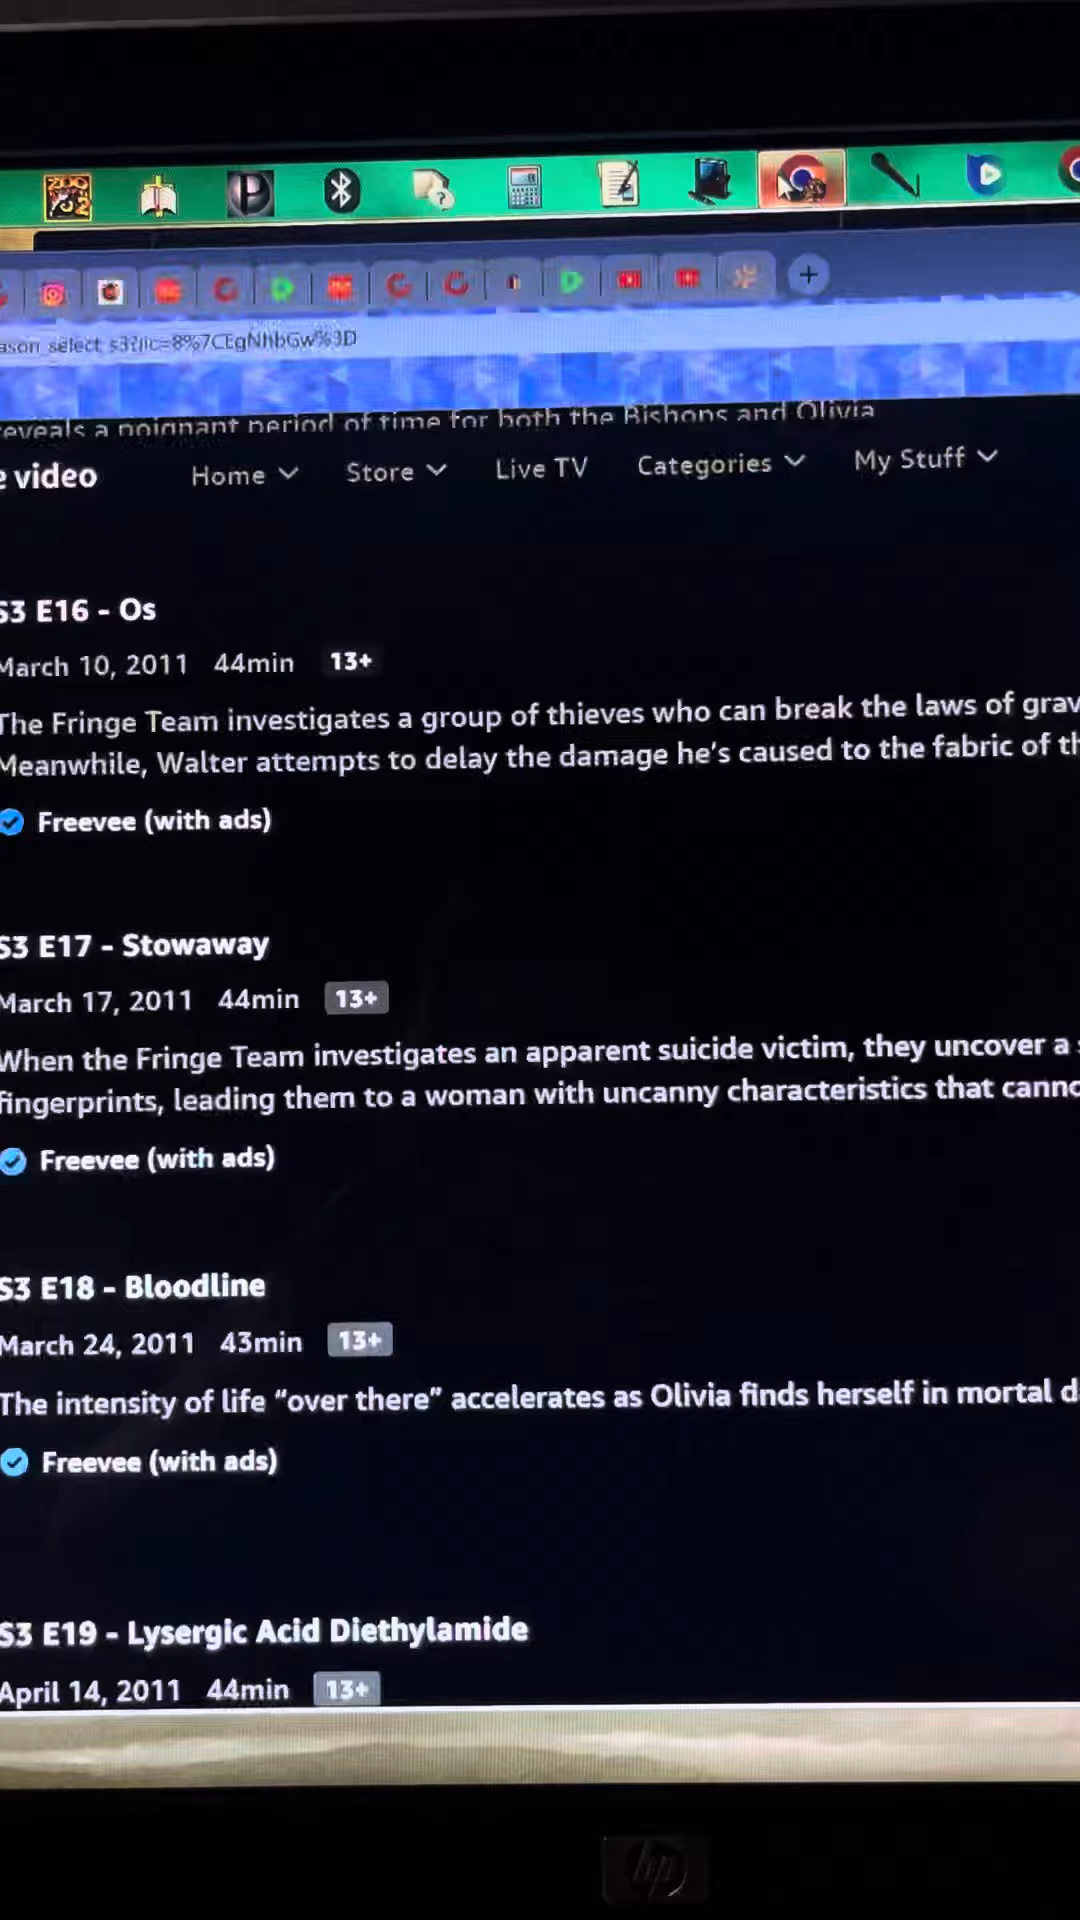 ZOO
2
ason_select_s3?jic=8%7CEgNhbGw%3D
eveals a poignant period of time for both the Bishops and Olivia
e video Home Store Live TV Categories My Stuff
S3 E16 - Os
March 10, 2011 44min 13+
The Fringe Team investigates a group of thieves who can break the laws of grav
Meanwhile, Walter attempts to delay the damage he's caused to the fabric of th
Freevee (with ads)
S3 E17 - Stowaway
March 17, 2011 44min 13+
When the Fringe Team investigates an apparent suicide victim, they uncover a s
fingerprints, leading them to a woman with uncanny characteristics that canno
Freevee (with ads)
S3 E18 - Bloodline
March 24, 2011 43min 13+
The intensity of life “over there” accelerates as Olivia finds herself in mortal d
Freevee (with ads)
S3 E19 - Lysergic Acid Diethylamide
April 14, 2011 44min 13+
hp